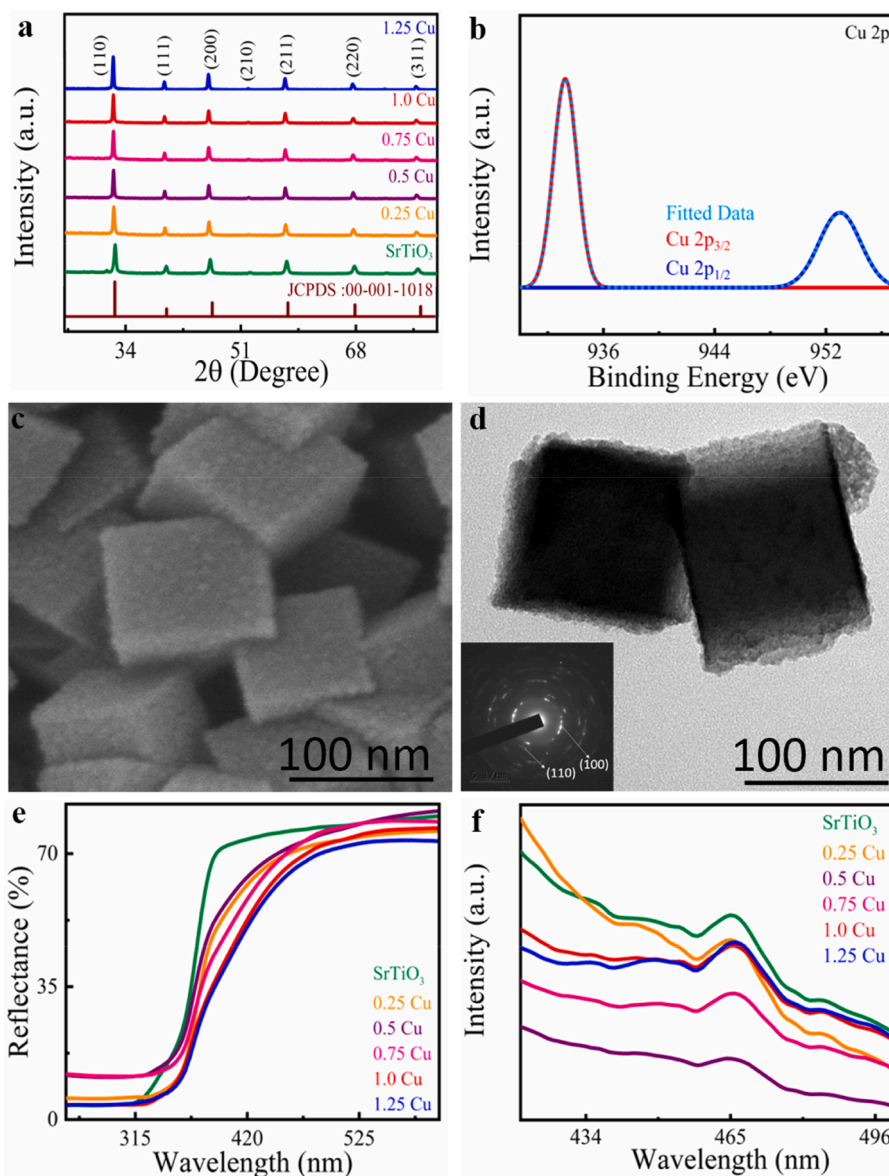 a
Intensity (a.u.)
(110)
(111)
(200)
(210)
(211)
(220)
(311)
1.25 Cu
1.0 Cu
0.75 Cu
0.5 Cu
0.25 Cu
SrTiO₃
JCPDS :00-001-1018
34 51 68
2θ (Degree)
b
Cu 2p
Intensity (a.u.)
Fitted Data
Cu 2p₃/₂
Cu 2p₁/₂
936 944 952
Binding Energy (eV)
c
100 nm
d
(110)
(100)
100 nm
e
Reflectance (%)
70
35
0
SrTiO₃
0.25 Cu
0.5 Cu
0.75 Cu
1.0 Cu
1.25 Cu
315 420 525
Wavelength (nm)
f
Intensity (a.u.)
SrTiO₃
0.25 Cu
0.5 Cu
0.75 Cu
1.0 Cu
1.25 Cu
434 465 496
Wavelength (nm)